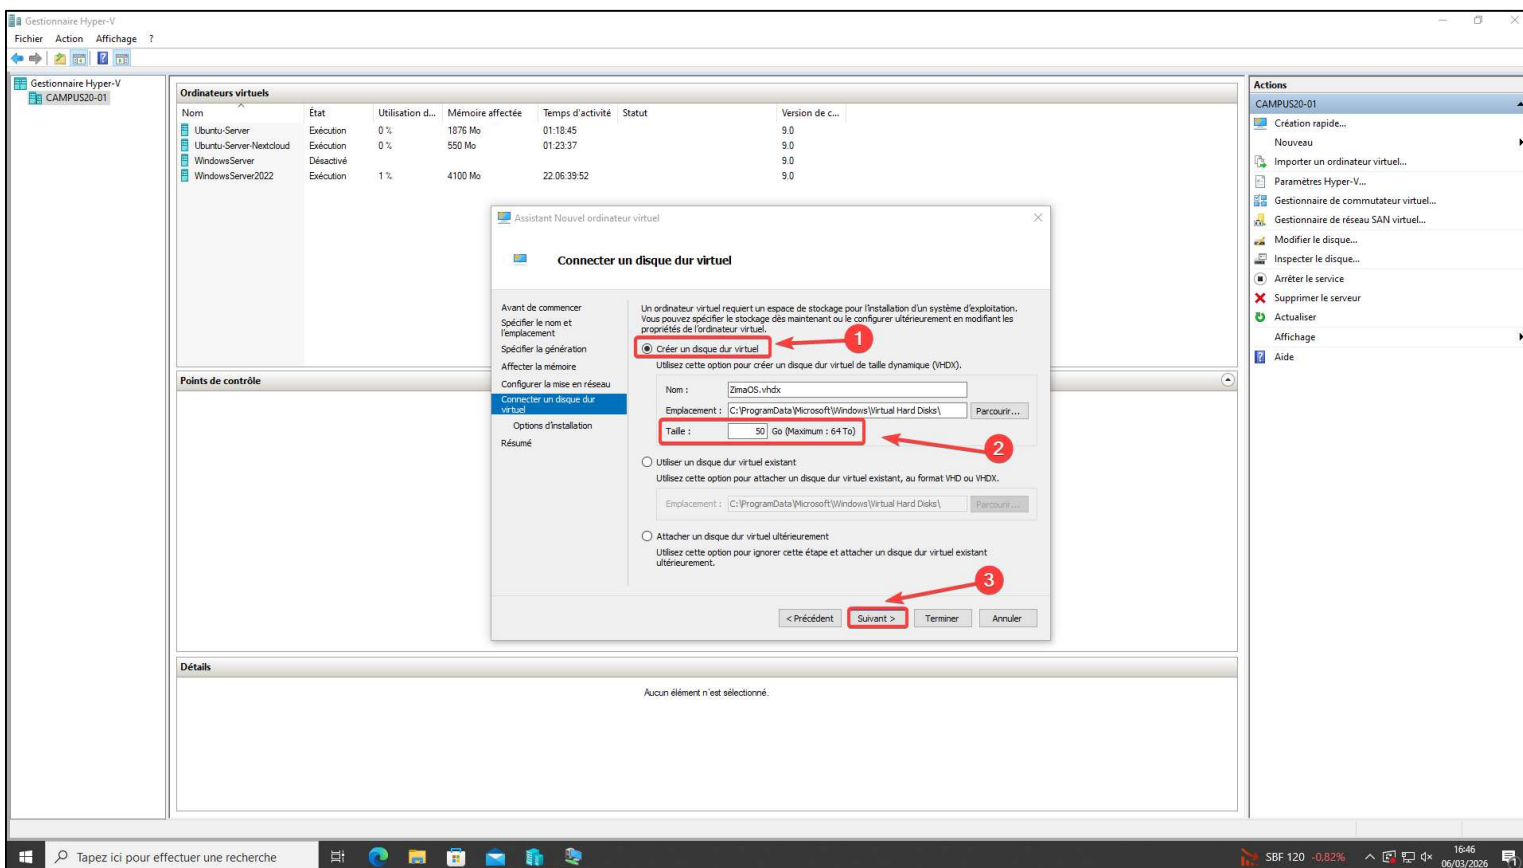 Gestionnaire Hyper-V
Fichier Action Affichage ?
Gestionnaire Hyper-V
CAMPUS20-01
Ordinateurs virtuels
Nom État Utilisation d... Mémoire affectée Temps d'activité Statut Version de c...
Ubuntu-Server Exécution 0 % 1876 Mo 01:18:45 9.0
Ubuntu-Server-Nextcloud Exécution 0 % 550 Mo 01:23:37 9.0
WindowsServer Désactivé 9.0
WindowsServer2022 Exécution 1 % 4100 Mo 22.06:39:52 9.0
Assistant Nouvel ordinateur virtuel
Connecter un disque dur virtuel
Avant de commencer
Spécifier le nom et
l'emplacement
Spécifier la génération
Affecter la mémoire
Configurer la mise en réseau
Connecter un disque dur
virtuel
Options d'installation
Résumé
Un ordinateur virtuel requiert un espace de stockage pour l'installation d'un système d'exploitation.
Vous pouvez spécifier le stockage dès maintenant ou le configurer ultérieurement en modifiant les
propriétés de l'ordinateur virtuel.
1
Créer un disque dur virtuel
Utilisez cette option pour créer un disque dur virtuel de taille dynamique (VHDX).
Nom : ZimaOS.vhdx
Emplacement : C:\ProgramData\Microsoft\Windows\Virtual Hard Disks\ Parcourir...
Taille : 50 Go (Maximum : 64 To)
2
Utiliser un disque dur virtuel existant
Utilisez cette option pour attacher un disque dur virtuel existant, au format VHD ou VHDX.
Emplacement : C:\ProgramData\Microsoft\Windows\Virtual Hard Disks\ Parcourir...
Attacher un disque dur virtuel ultérieurement
Utilisez cette option pour ignorer cette étape et attacher un disque dur virtuel existant
ultérieurement.
3
< Précédent Suivant > Terminer Annuler
Points de contrôle
Détails
Aucun élément n'est sélectionné.
Actions
CAMPUS20-01
Création rapide...
Nouveau
Importer un ordinateur virtuel...
Paramètres Hyper-V...
Gestionnaire de commutateur virtuel...
Gestionnaire de réseau SAN virtuel...
Modifier le disque...
Inspecter le disque...
Arrêter le service
Supprimer le serveur
Actualiser
Affichage
Aide
Tapez ici pour effectuer une recherche
SBF 120 -0,82%
16:46
06/03/2026